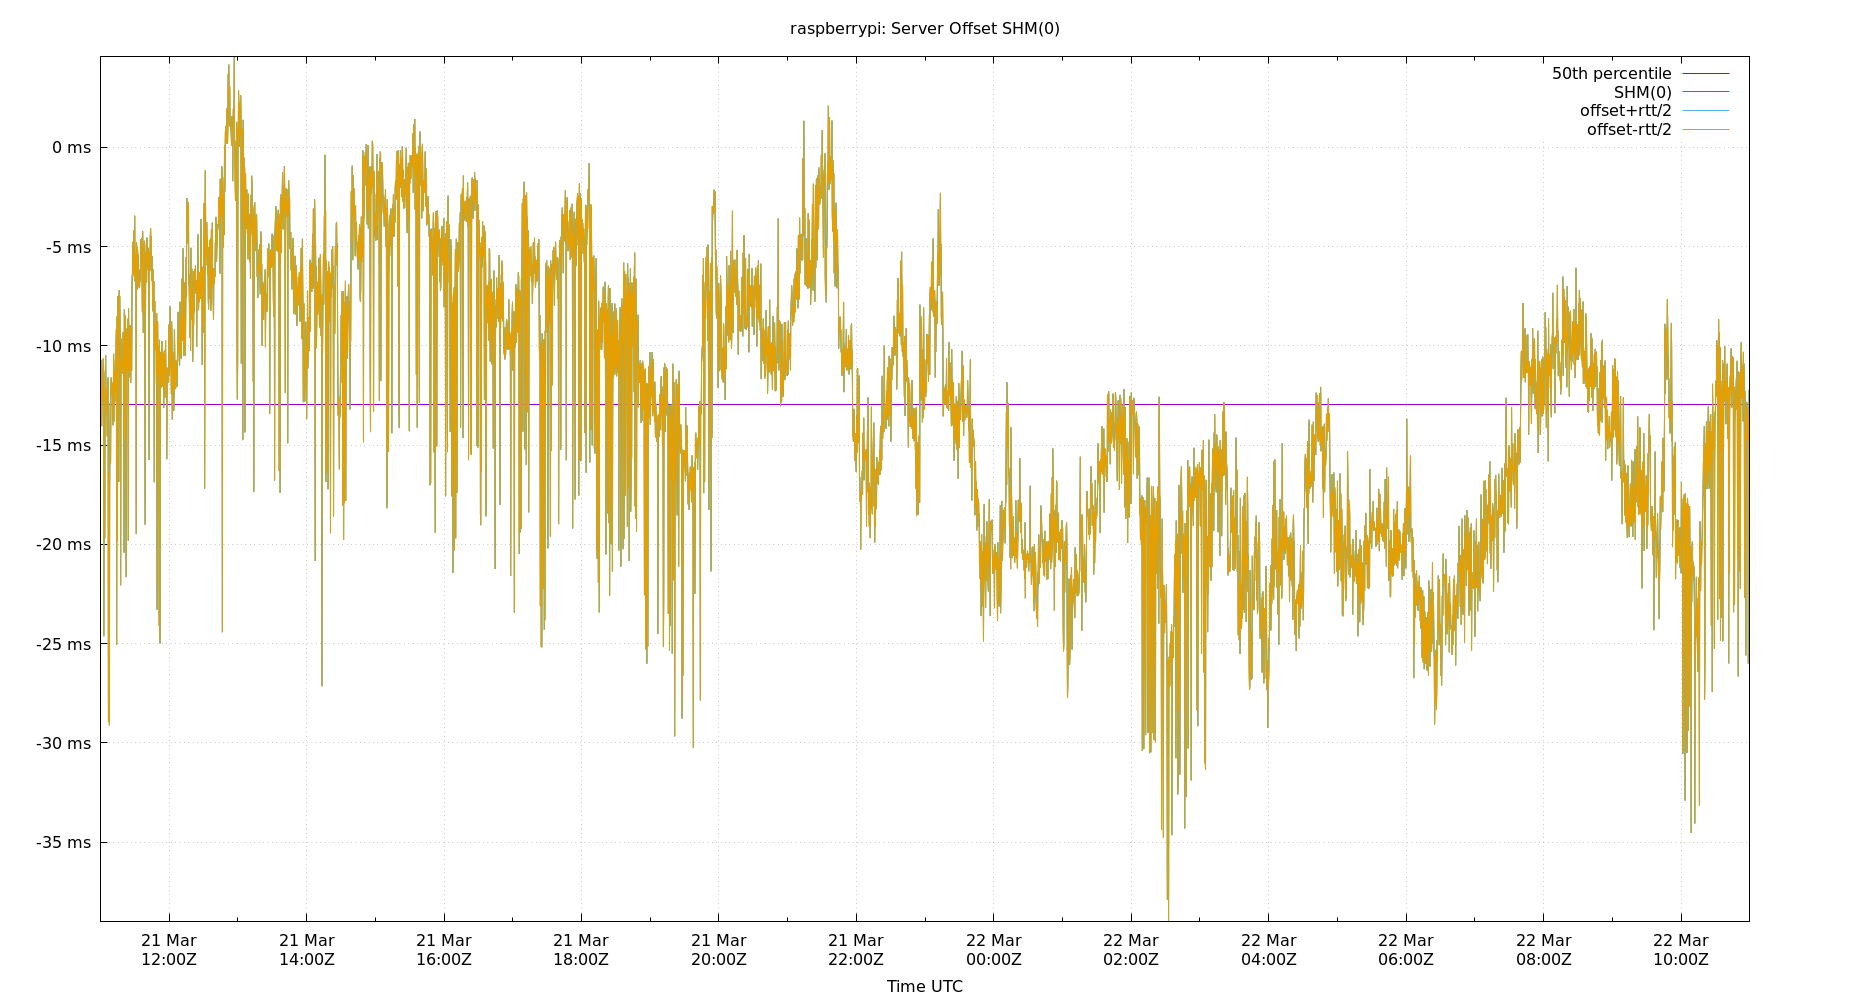 raspberrypi: Server Offset SHM(0)
50th percentile
SHM(0)
offset+rtt/2
offset-rtt/2
0 ms
-5 ms
-10 ms
-15 ms
-20 ms
-25 ms
-30 ms
-35 ms
21 Mar 21 Mar 21 Mar 21 Mar 21 Mar 21 Mar 22 Mar 22 Mar 22 Mar 22 Mar 22 Mar 22 Mar
12:00Z 14:00Z 16:00Z 18:00Z 20:00Z 22:00Z 00:00Z 02:00Z 04:00Z 06:00Z 08:00Z 10:00Z
Time UTC